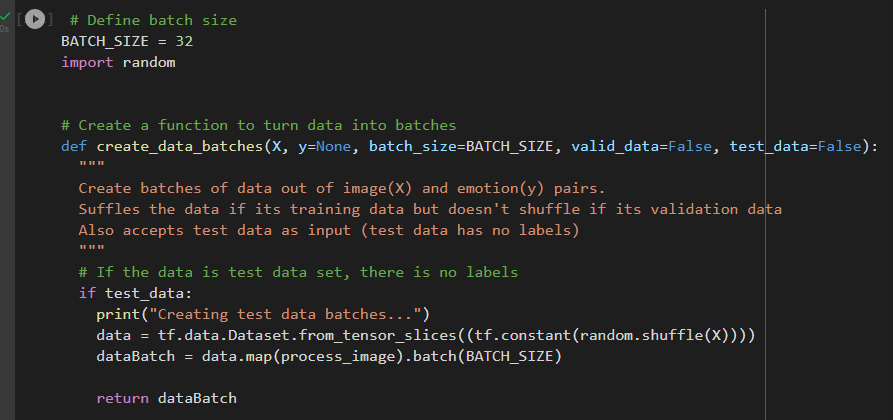 # Define batch size
BATCH_SIZE = 32
import random
# Create a function to turn data into batches
def create_data_batches(X, y=None, batch_size=BATCH_SIZE, valid_data=False, test_data=False):
"""
Create batches of data out of image(X) and emotion(y) pairs.
Suffles the data if its training data but doesn't shuffle if its validation data
Also accepts test data as input (test data has no labels)
"""
# If the data is test data set, there is no labels
if test_data:
print("Creating test data batches...")
data = tf.data.Dataset.from_tensor_slices((tf.constant(random.shuffle(X))))
dataBatch = data.map(process_image).batch(BATCH_SIZE)
return dataBatch
0s